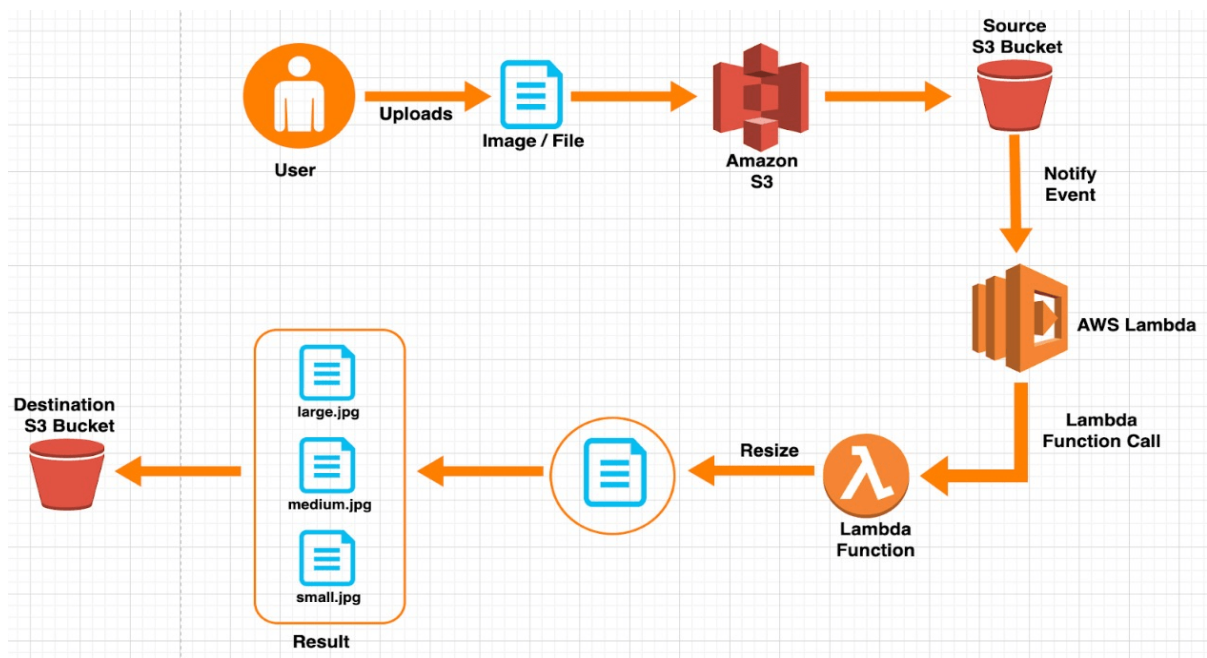 Source
S3 Bucket
Uploads
Image / File
User
Amazon
S3
Notify
Event
AWS Lambda
Lambda
Function Call
Lambda
Function
Resize
large.jpg
medium.jpg
small.jpg
Result
Destination
S3 Bucket